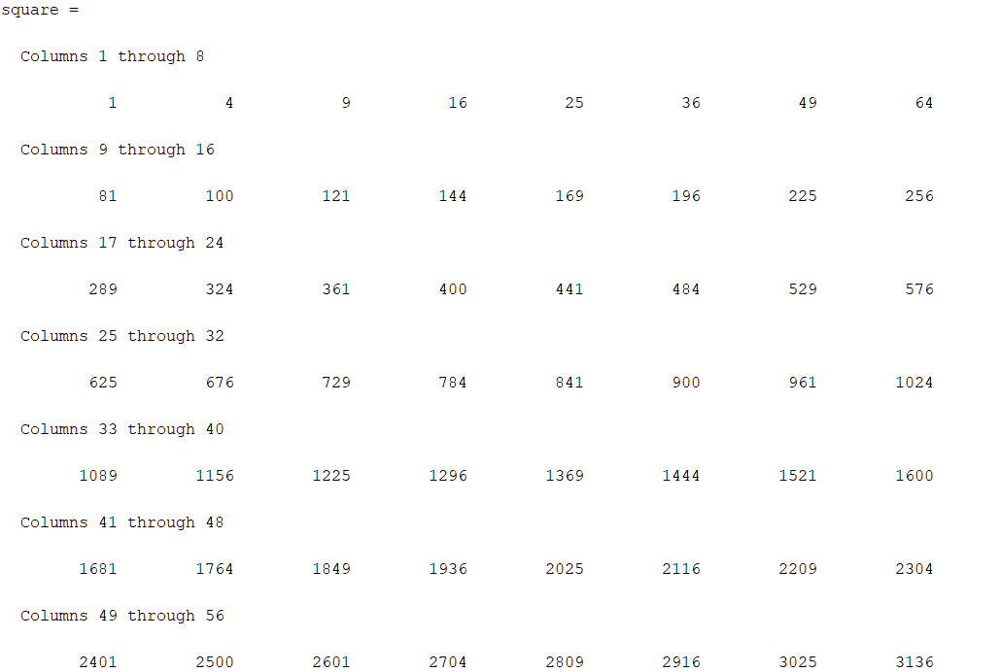 square =
Columns 1 through 8
1 4 9 16 25 36 49 64
Columns 9 through 16
81 100 121 144 169 196 225 256
Columns 17 through 24
289 324 361 400 441 484 529 576
Columns 25 through 32
625 676 729 784 841 900 961 1024
Columns 33 through 40
1089 1156 1225 1296 1369 1444 1521 1600
Columns 41 through 48
1681 1764 1849 1936 2025 2116 2209 2304
Columns 49 through 56
2401 2500 2601 2704 2809 2916 3025 3136